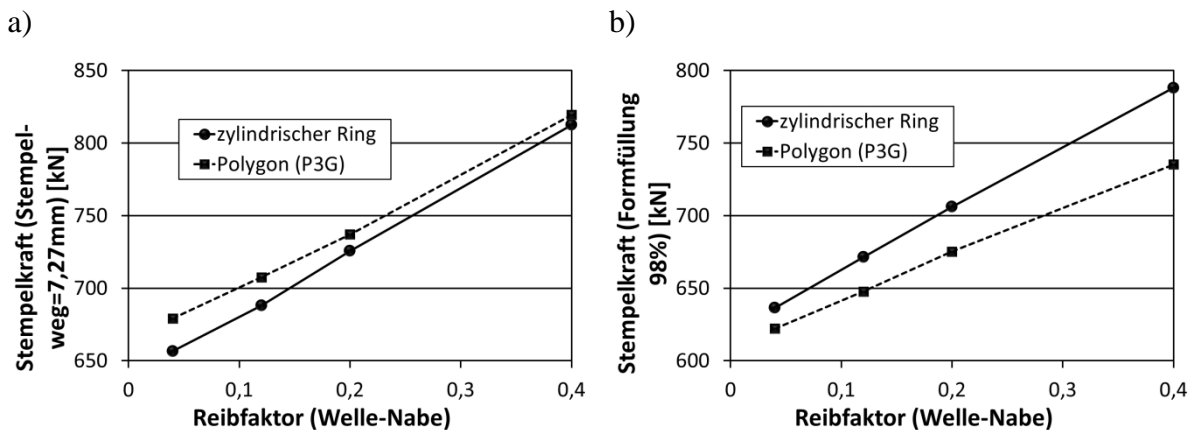 a)
Stempelkraft (Stempel-
weg=7,27mm) [kN]
850
800
750
700
650
zylindrischer Ring
Polygon (P3G)
0
0,1
0,2
0,3
0,4
Reibfaktor (Welle-Nabe)
b)
Stempelkraft (Formfüllung
98%) [kN]
800
750
700
650
600
zylindrischer Ring
Polygon (P3G)
0
0,1
0,2
0,3
0,4
Reibfaktor (Welle-Nabe)